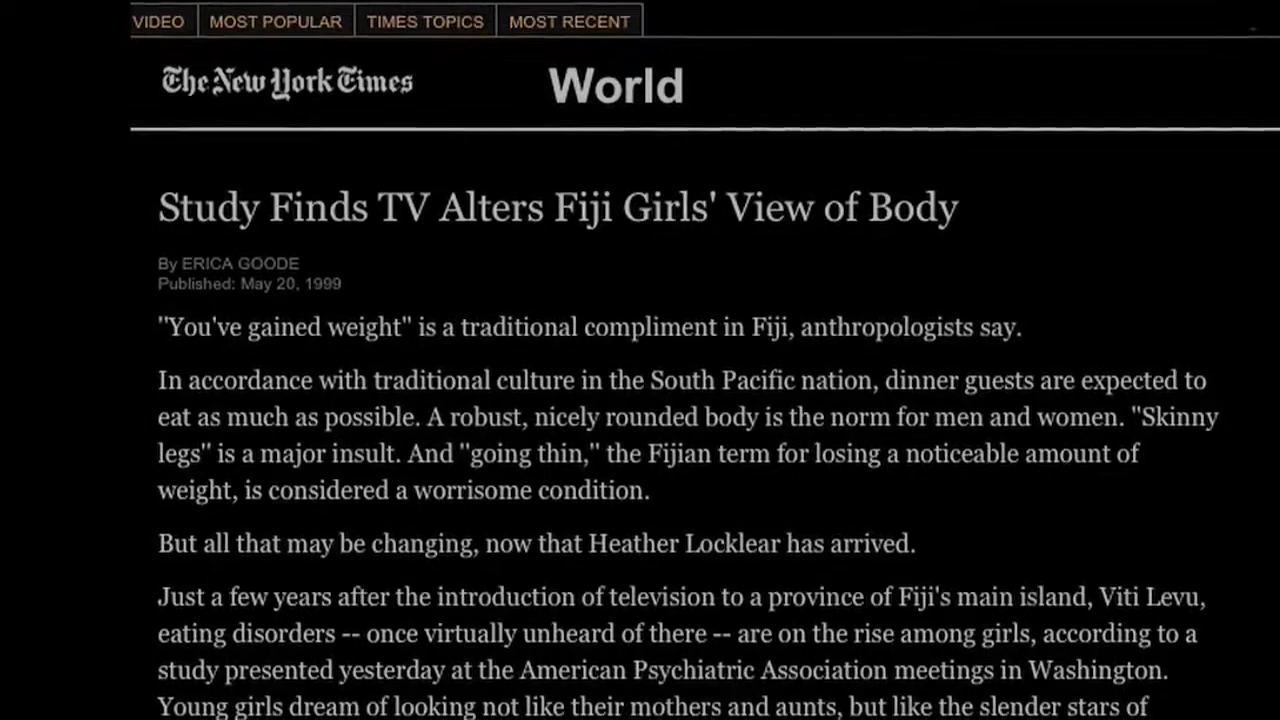 VIDEO MOST POPULAR TIMES TOPICS MOST RECENT
The New York Times World
Study Finds TV Alters Fiji Girls' View of Body
By ERICA GOODE
Published: May 20, 1999
"You've gained weight" is a traditional compliment in Fiji, anthropologists say.
In accordance with traditional culture in the South Pacific nation, dinner guests are expected to
eat as much as possible. A robust, nicely rounded body is the norm for men and women. "Skinny
legs" is a major insult. And "going thin," the Fijian term for losing a noticeable amount of
weight, is considered a worrisome condition.
But all that may be changing, now that Heather Locklear has arrived.
Just a few years after the introduction of television to a province of Fiji's main island, Viti Levu,
eating disorders -- once virtually unheard of there -- are on the rise among girls, according to a
study presented yesterday at the American Psychiatric Association meetings in Washington.
Young girls dream of looking not like their mothers and aunts, but like the slender stars of